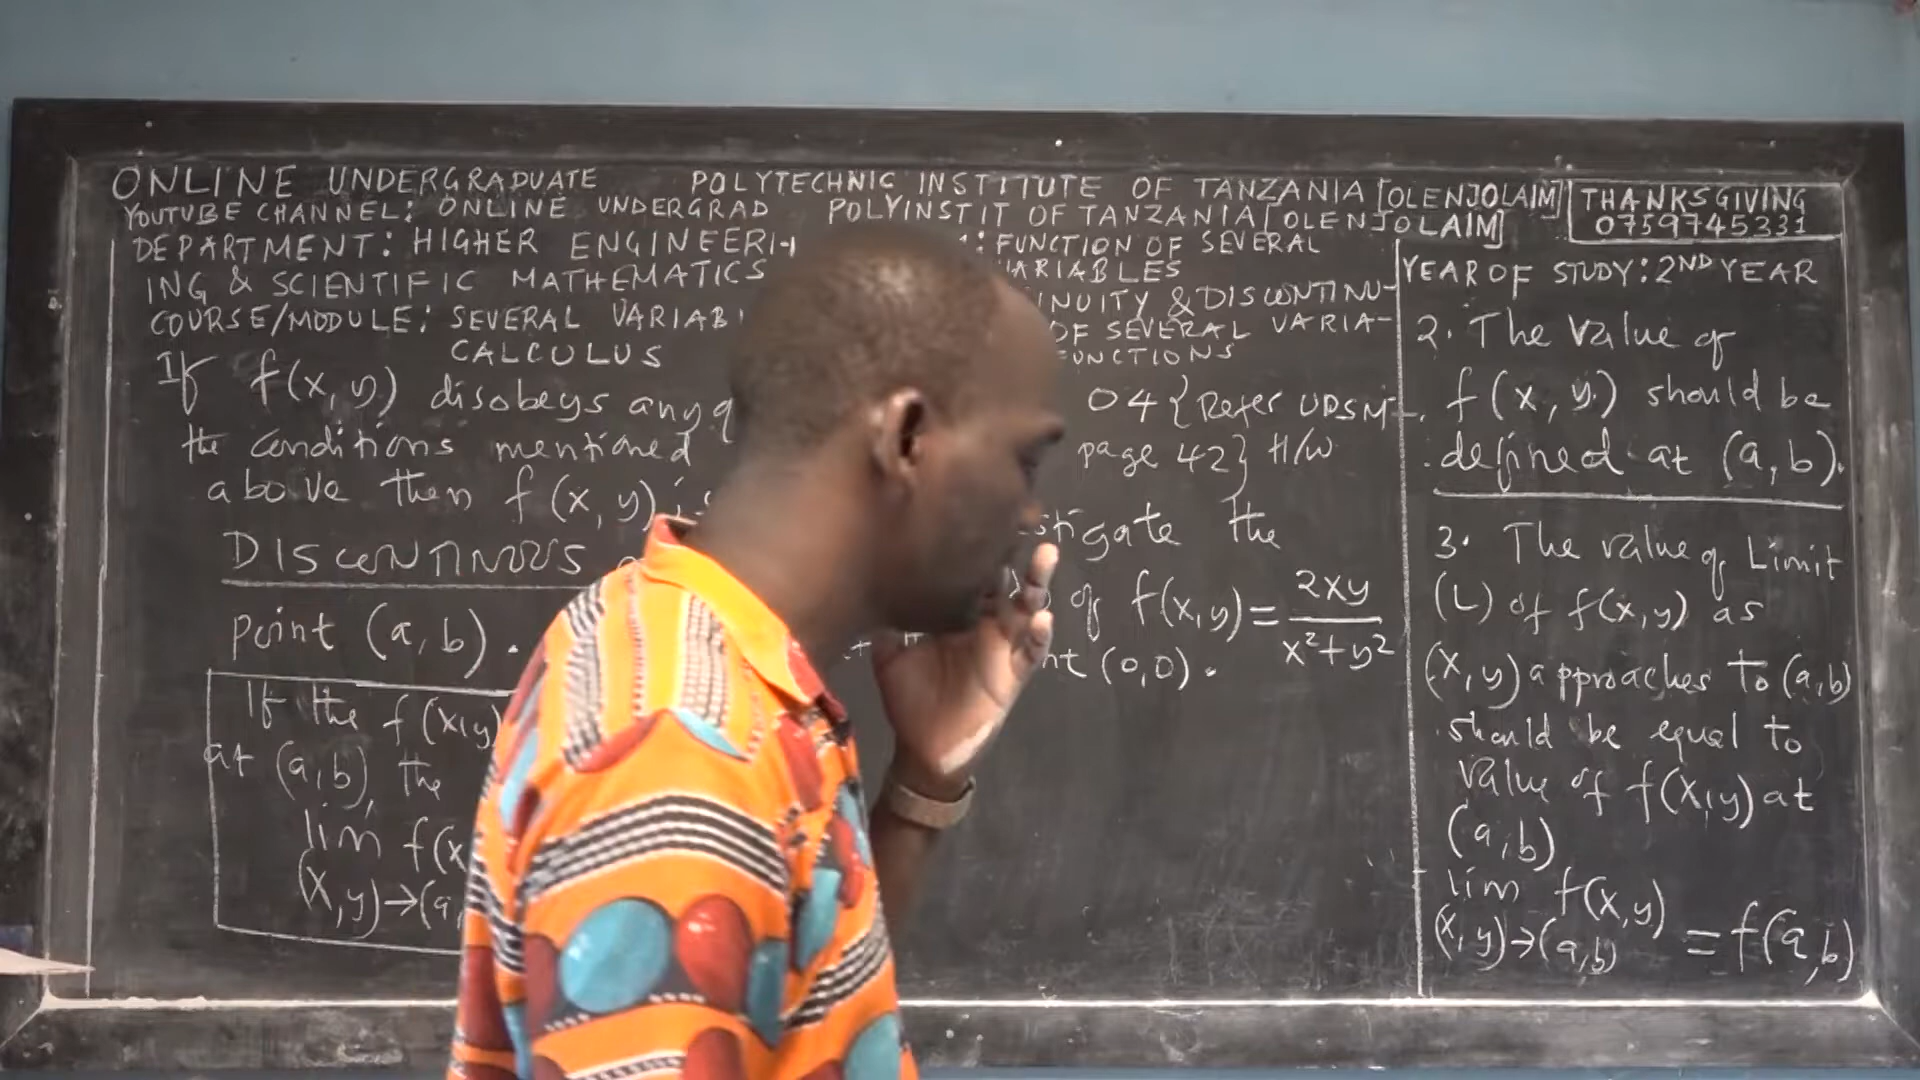 ONLINE UNDERGRADUATE POLYTECHNIC INSTITUTE OF TANZANIA [OLENJOLAIM]
YOUTUBE CHANNEL: ONLINE UNDERGRAD POLYINSTIT OF TANZANIA [OLENJOLAIM]
THANKSGIVING
0759745331
DEPARTMENT: HIGHER ENGINEERI-
ING & SCIENTIFIC MATHEMATICS
COURSE/MODULE: SEVERAL VARIAB
CALCULUS
If f(x,y) disobeys any
the conditions mentioned
above then f(x,y) is
DISCONTINUOUS
Point (a,b).
If the f(x,y)
at (a,b), the
lim f(x
(x,y)→(a,
: FUNCTION OF SEVERAL
VARIABLES
INUITY & DISCONTINU-
OF SEVERAL VARIA-
UNCTIONS
04 {Refer UDSM
page 42} H/W
stigate the
of f(x,y) = 2xy / x²+y²
nt (0,0).
YEAR OF STUDY: 2ND YEAR
2. The value of
f(x,y) should be
defined at (a,b).
3. The value of Limit
(L) of f(x,y) as
(x,y) approaches to (a,b)
should be equal to
value of f(x,y) at
(a,b)
lim f(x,y)
(x,y)→(a,b) = f(a,b)